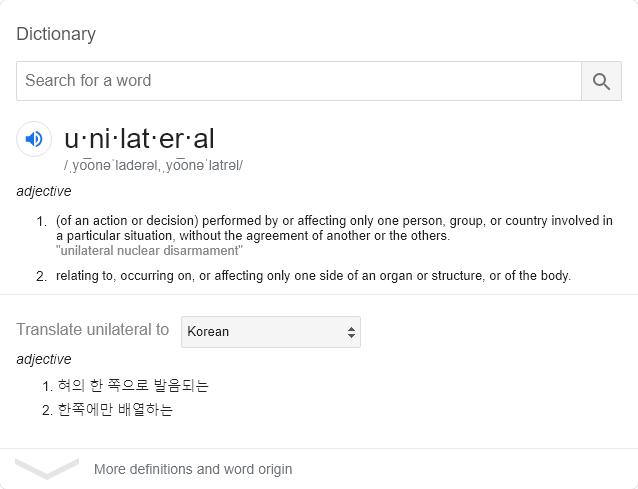 Dictionary
Search for a word
u·ni·lat·er·al
/ˌyo͞onəˈladərəl,ˌyo͞onəˈlatrəl/
adjective
1. (of an action or decision) performed by or affecting only one person, group, or country involved in
a particular situation, without the agreement of another or the others.
"unilateral nuclear disarmament"
2. relating to, occurring on, or affecting only one side of an organ or structure, or of the body.
Translate unilateral to Korean
adjective
1. 혀의 한 쪽으로 발음되는
2. 한쪽에만 배열하는
More definitions and word origin